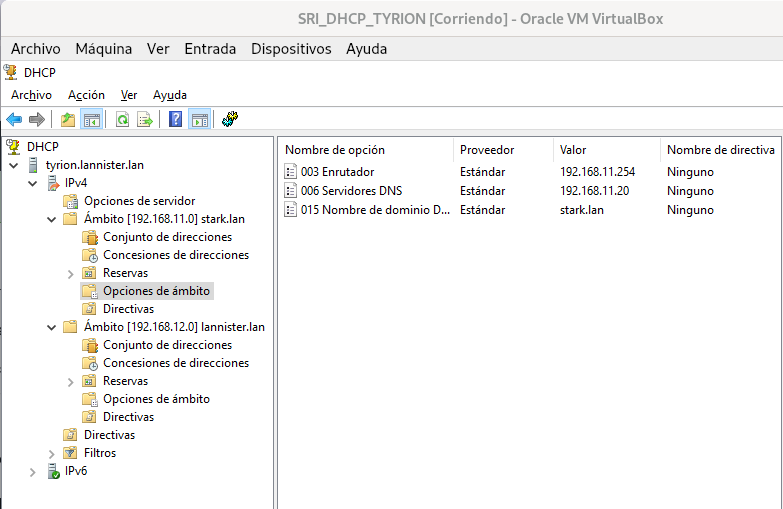 SRI_DHCP_TYRION [Corriendo] - Oracle VM VirtualBox
Archivo Máquina Ver Entrada Dispositivos Ayuda
DHCP
Archivo Acción Ver Ayuda
DHCP
tyrion.lannister.lan
IPv4
Opciones de servidor
Ámbito [192.168.11.0] stark.lan
Conjunto de direcciones
Concesiones de direcciones
Reservas
Opciones de ámbito
Directivas
Ámbito [192.168.12.0] lannister.lan
Conjunto de direcciones
Concesiones de direcciones
Reservas
Opciones de ámbito
Directivas
Directivas
Filtros
IPv6
Nombre de opción Proveedor Valor Nombre de directiva
003 Enrutador Estándar 192.168.11.254 Ninguno
006 Servidores DNS Estándar 192.168.11.20 Ninguno
015 Nombre de dominio D... Estándar stark.lan Ninguno